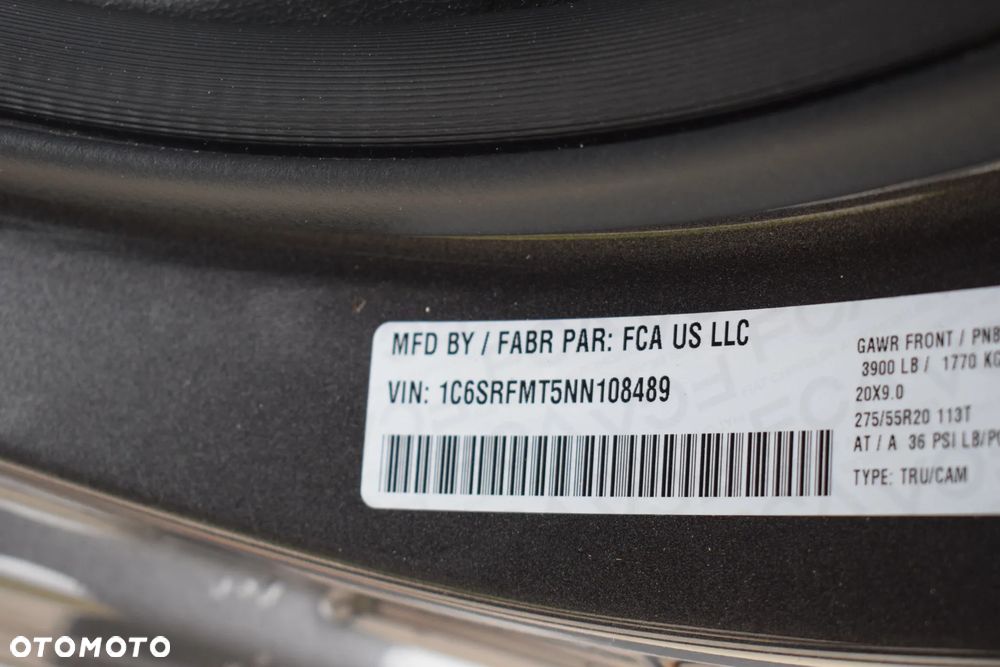 MFD BY / FABR PAR: FCA US LLC
VIN: 1C6SRFMT5NN108489
GAWR FRONT / PNB
3900 LB / 1770 KG
20X9.0
275/55R20 113T
AT / A 36 PSI LB/PO
TYPE: TRU/CAM
OTOMOTO